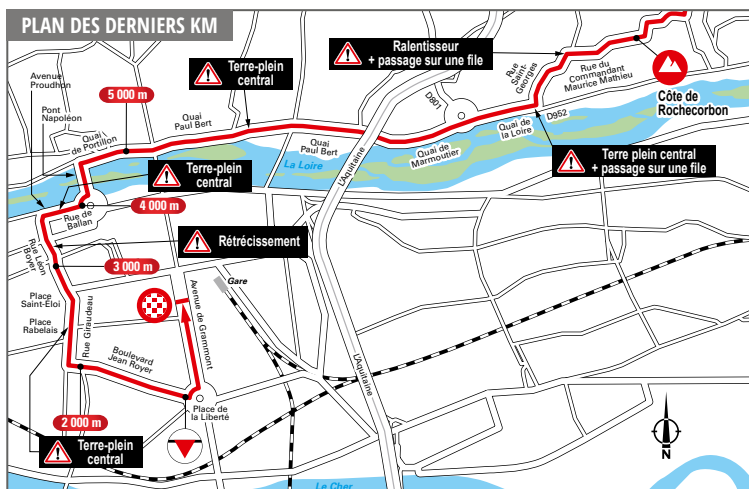 PLAN DES DERNIERS KM
Ralentisseur
+ passage sur une file
Terre-plein
central
Avenue
Proudhon
Pont
Napoléon
5 000 m
Quai
Paul Bert
Quai
de Portillon
D801
Rue
Saint-
Georges
Rue du
Commandant
Maurice Mathieu
Côte de
Rochecorbon
D952
Quai de
la Loire
Quai de
Marmoutier
Quai
Paul Bert
La Loire
L'Aquitaine
Terre plein central
+ passage sur une file
Terre-plein
central
Rue de
Ballan
4 000 m
Rétrécissement
Rue Léon
Boyer
3 000 m
Place
Saint-Éloi
Place
Rabelais
Rue Giraudeau
Avenue de Grammont
Gare
Boulevard
Jean Royer
L'Aquitaine
2 000 m
Place de
la Liberté
Terre-plein
central
N
Le Cher